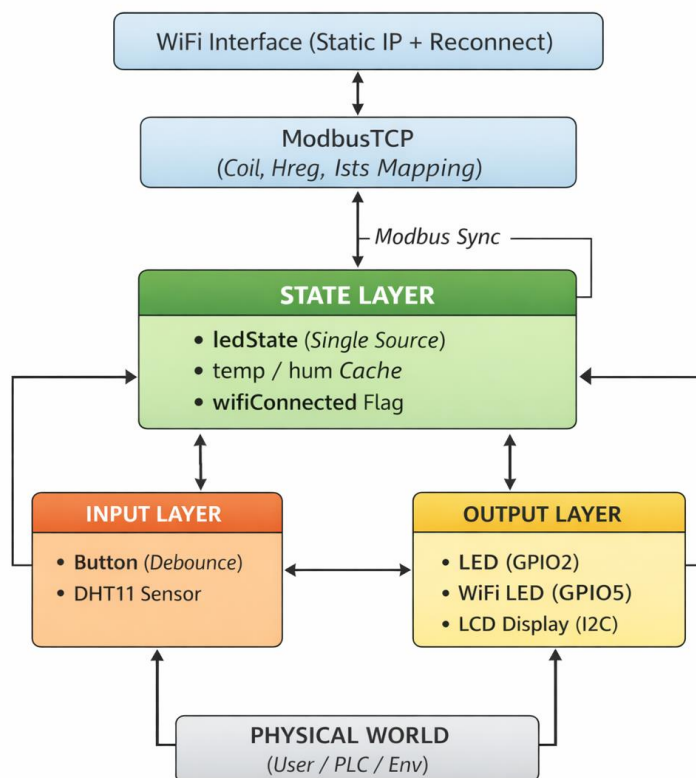 WiFi Interface (Static IP + Reconnect)
ModbusTCP
(Coil, Hreg, Ists Mapping)
Modbus Sync
STATE LAYER
• ledState (Single Source)
• temp / hum Cache
• wifiConnected Flag
INPUT LAYER
• Button (Debounce)
• DHT11 Sensor
OUTPUT LAYER
• LED (GPIO2)
• WiFi LED (GPIO5)
• LCD Display (I2C)
PHYSICAL WORLD
(User / PLC / Env)